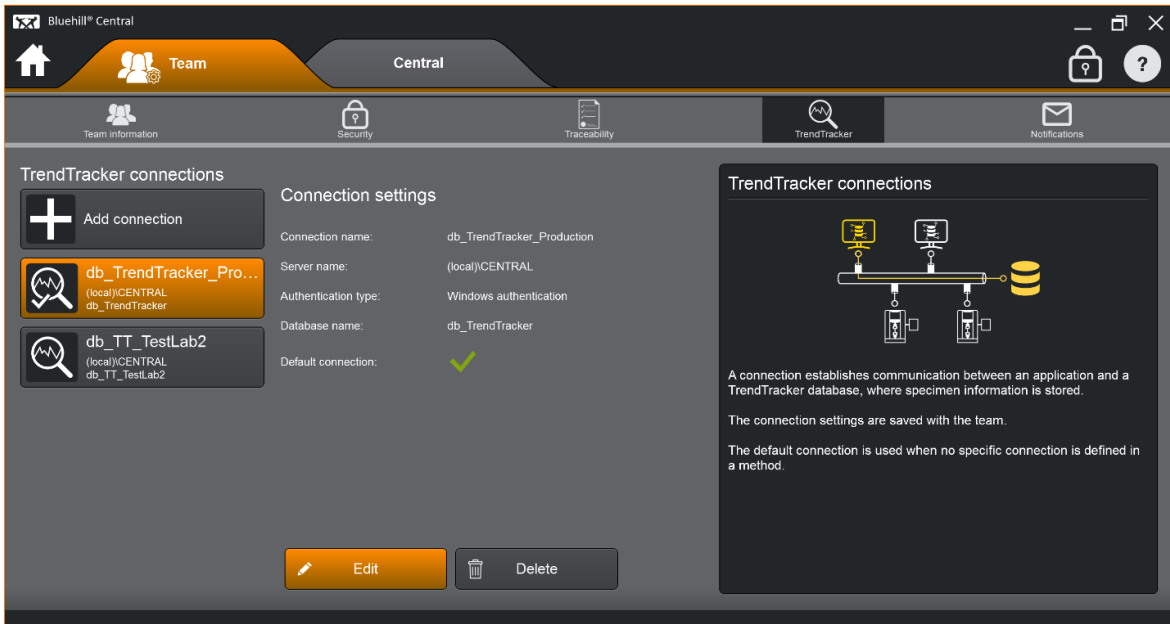 Bluehill® Central
Team
Central
?
Team information
Security
Traceability
TrendTracker
Notifications
TrendTracker connections
Add connection
db_TrendTracker_Pro...
(local)\CENTRAL
db_TrendTracker
db_TT_TestLab2
(local)\CENTRAL
db_TT_TestLab2
Connection settings
Connection name: db_TrendTracker_Production
Server name: (local)\CENTRAL
Authentication type: Windows authentication
Database name: db_TrendTracker
Default connection:
Edit
Delete
TrendTracker connections
A connection establishes communication between an application and a
TrendTracker database, where specimen information is stored.
The connection settings are saved with the team.
The default connection is used when no specific connection is defined in
a method.